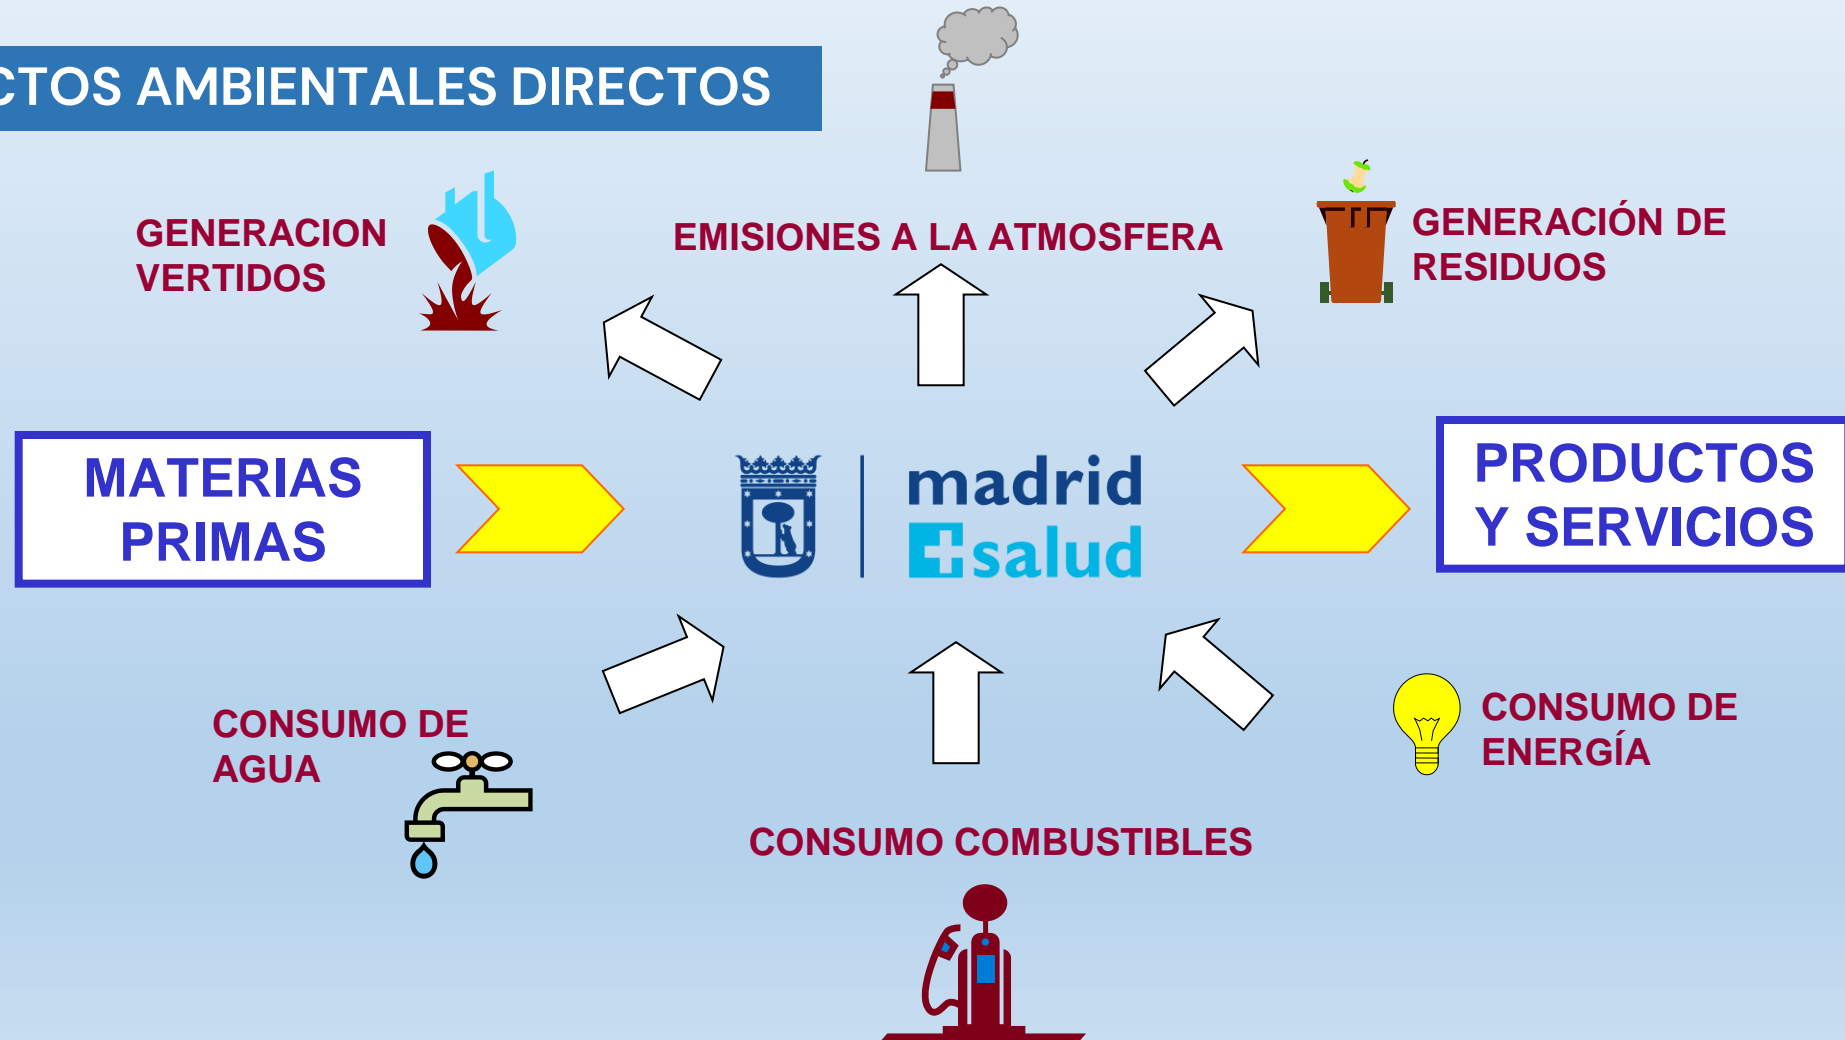 CTOS AMBIENTALES DIRECTOS
GENERACION
VERTIDOS
EMISIONES A LA ATMOSFERA
GENERACIÓN DE
RESIDUOS
MATERIAS
PRIMAS
madrid
salud
PRODUCTOS
Y SERVICIOS
CONSUMO DE
AGUA
CONSUMO COMBUSTIBLES
CONSUMO DE
ENERGÍA